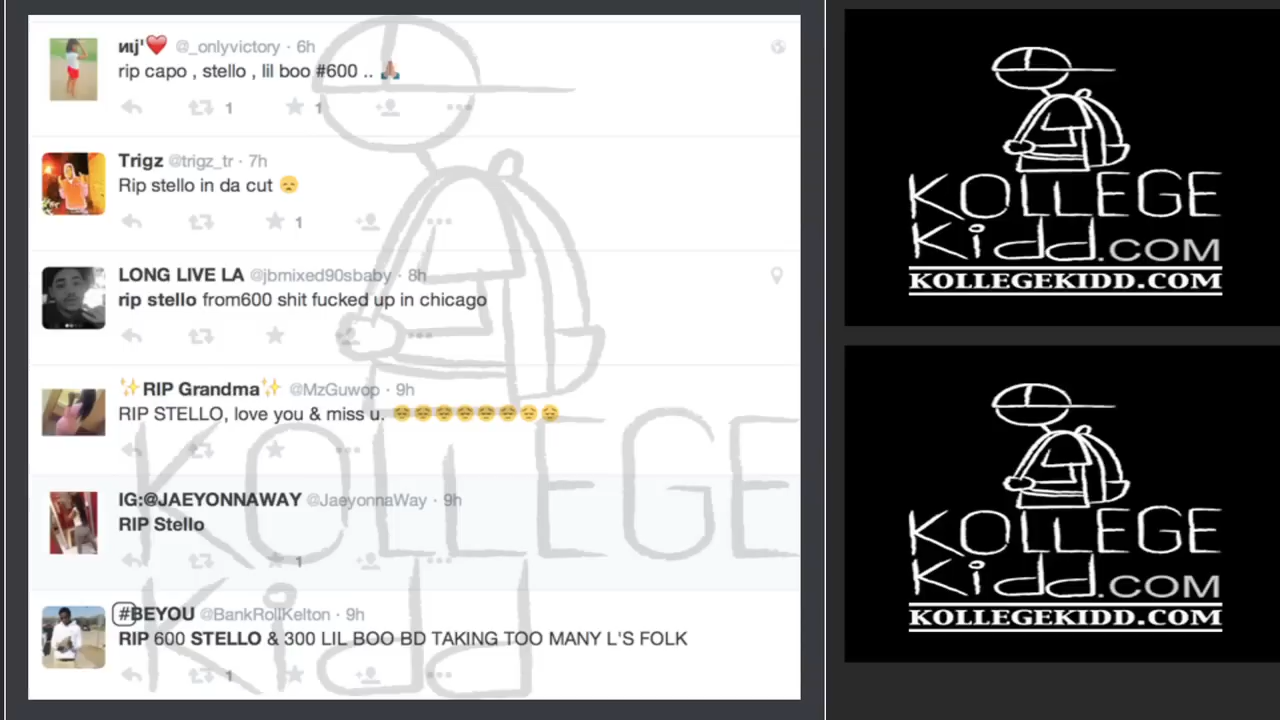 иιj'❤️ @_onlyvictory · 6h
rip capo , stello , lil boo #600 .. 🙏🏽
1 1
Trigz @trigz_tr · 7h
Rip stello in da cut 😞
1
LONG LIVE LA @jbmixed90sbaby · 8h
rip stello from600 shit fucked up in chicago
✨RIP Grandma✨ @MzGuwop · 9h
RIP STELLO, love you & miss u. 😩😩😩😩😩😩😩😩
IG:@JAEYONNAWAY @JaeyonnaWay · 9h
RIP Stello
1
#BEYOU @BankRollKelton · 9h
RIP 600 STELLO & 300 LIL BOO BD TAKING TOO MANY L'S FOLK
1
KOLLEGE
Kidd
KOLLEGE
Kidd.COM
KOLLEGEKIDD.COM
KOLLEGE
Kidd.COM
KOLLEGEKIDD.COM